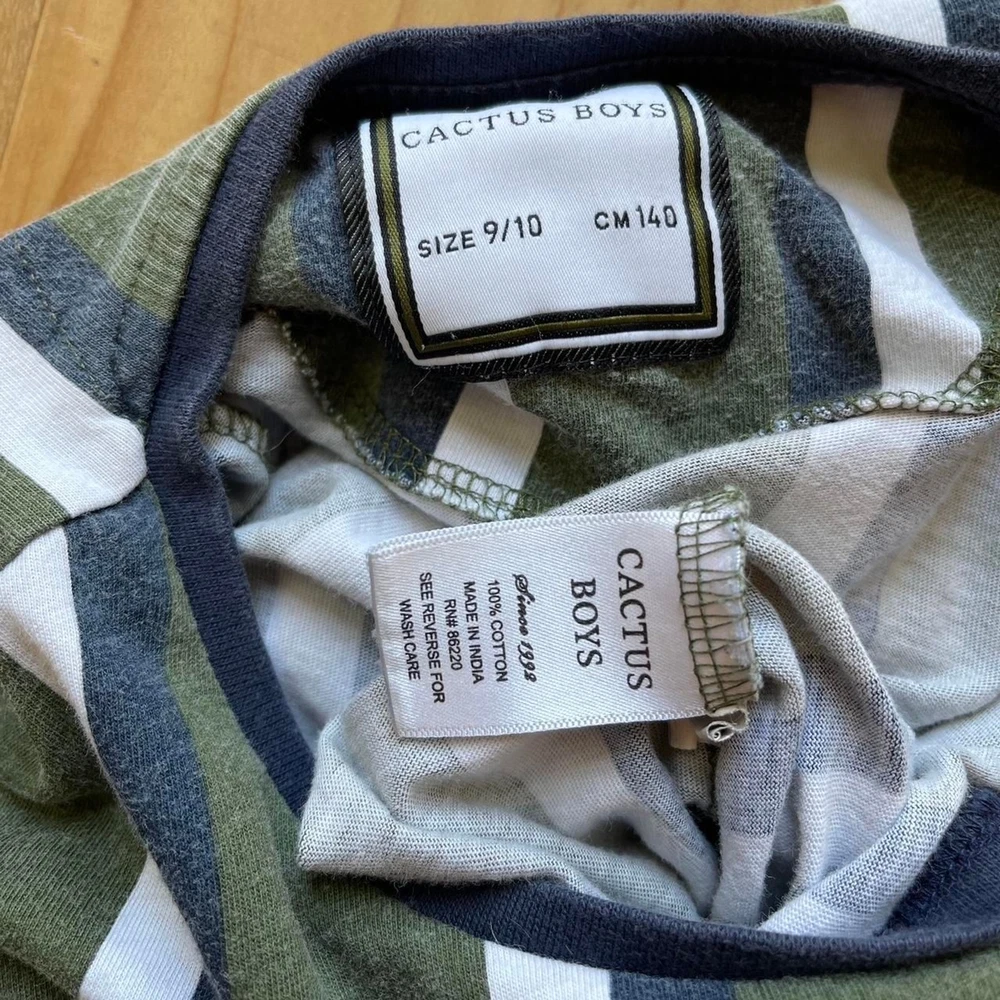 CACTUS BOYS
SIZE 9/10 CM 140
CACTUS
BOYS
Since 1992
100% COTTON
MADE IN INDIA
RN# 86220
SEE REVERSE FOR
WASH CARE